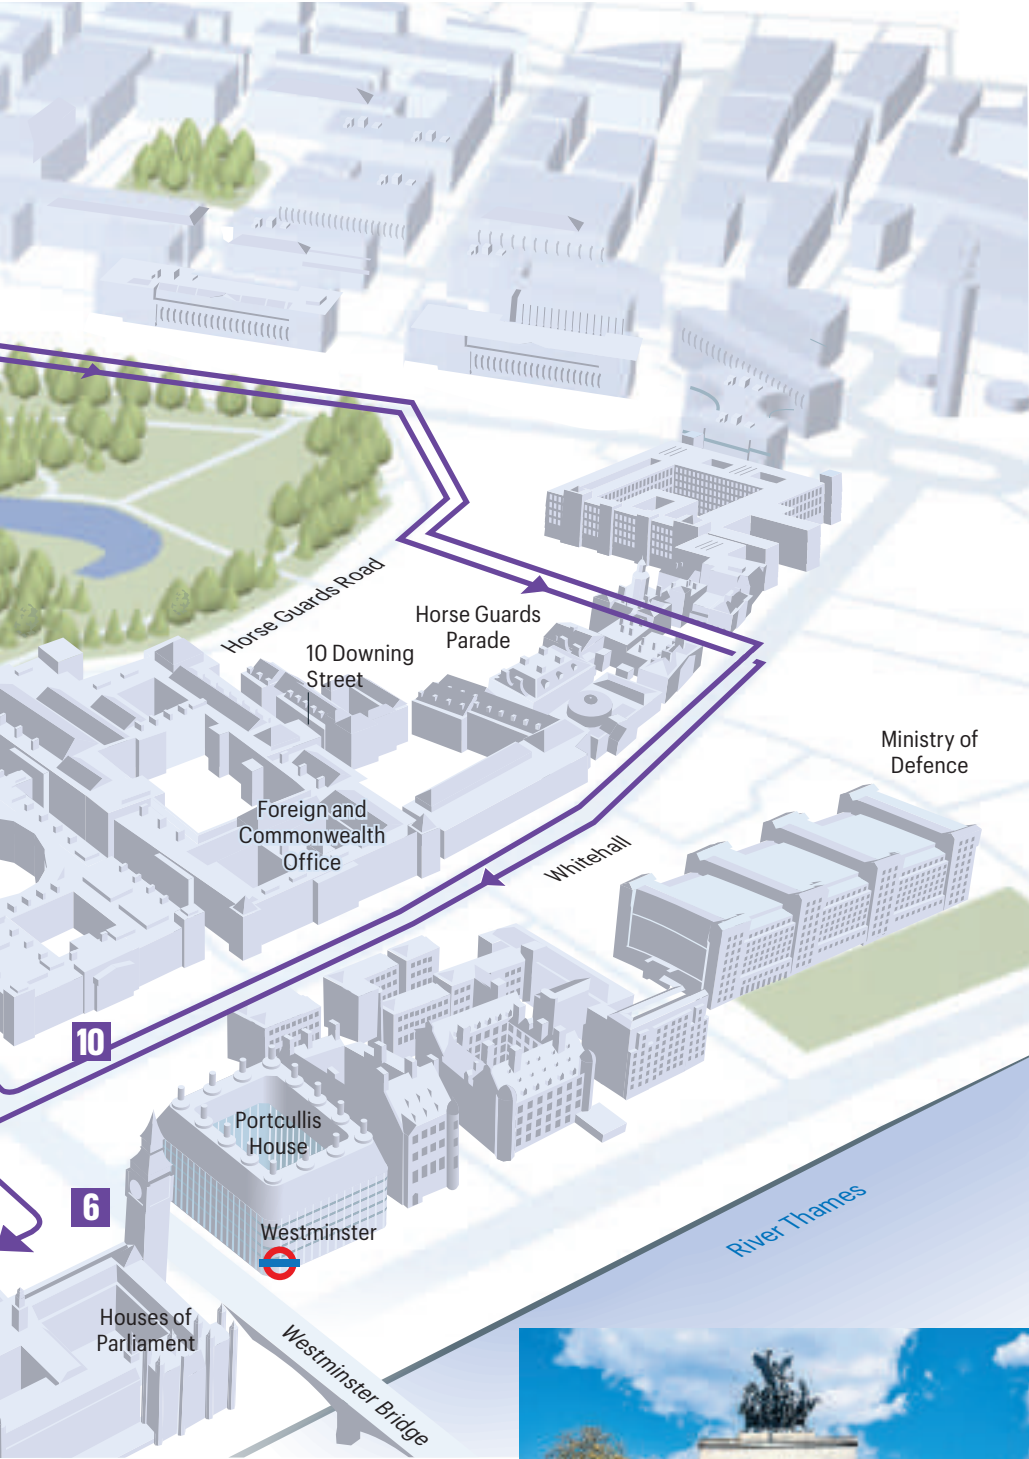 Horse Guards Road
Horse Guards
Parade
10 Downing
Street
Ministry of
Defence
Foreign and
Commonwealth
Office
Whitehall
10
Portcullis
House
6
River Thames
Westminster
Houses of
Parliament
Westminster Bridge